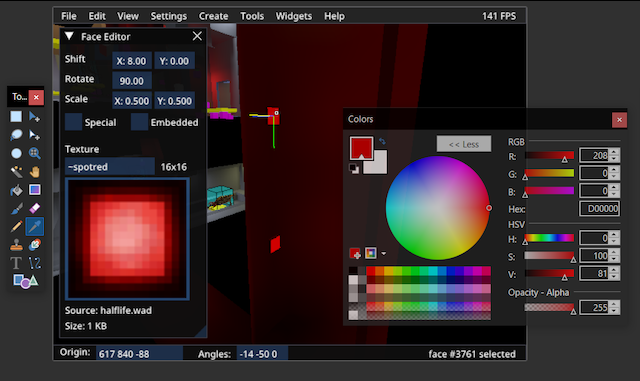 File Edit View Settings Create Tools Widgets Help 141 FPS
Face Editor
Shift X: 8.00 Y: 0.00
Rotate 90.00
Scale X: 0.500 Y: 0.500
Special Embedded
Texture
~spotred 16x16
Source: halflife.wad
Size: 1 KB
Origin: 617 840 -88 Angles: -14 -50 0 face #3761 selected
To...
T
Colors
<< Less
RGB
R: 208
G: 0
B: 0
Hex: D00000
HSV
H: 0
S: 100
V: 81
Opacity - Alpha
255